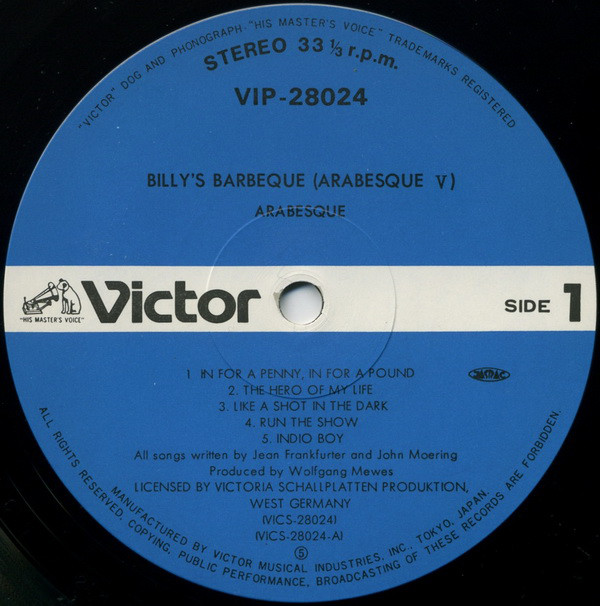 "VICTOR" DOG AND PHONOGRAPH·"HIS MASTER'S VOICE" TRADEMARKS REGISTERED
STEREO 33 ⅓ r.p.m.
VIP-28024
BILLY'S BARBEQUE (ARABESQUE V)
ARABESQUE
"HIS MASTER'S VOICE"
Victor
SIDE 1
1 IN FOR A PENNY, IN FOR A POUND
2. THE HERO OF MY LIFE
3. LIKE A SHOT IN THE DARK
4. RUN THE SHOW
5. INDIO BOY
All songs written by Jean Frankfurter and John Moering
Produced by Wolfgang Mewes
LICENSED BY VICTORIA SCHALLPLATTEN PRODUKTION,
WEST GERMANY
(VICS-28024)
(VICS-28024-A)
⑤
MANUFACTURED BY VICTOR MUSICAL INDUSTRIES, INC., TOKYO, JAPAN.
ALL RIGHTS RESERVED. COPYING, PUBLIC PERFORMANCE, BROADCASTING OF THESE RECORDS ARE FORBIDDEN.